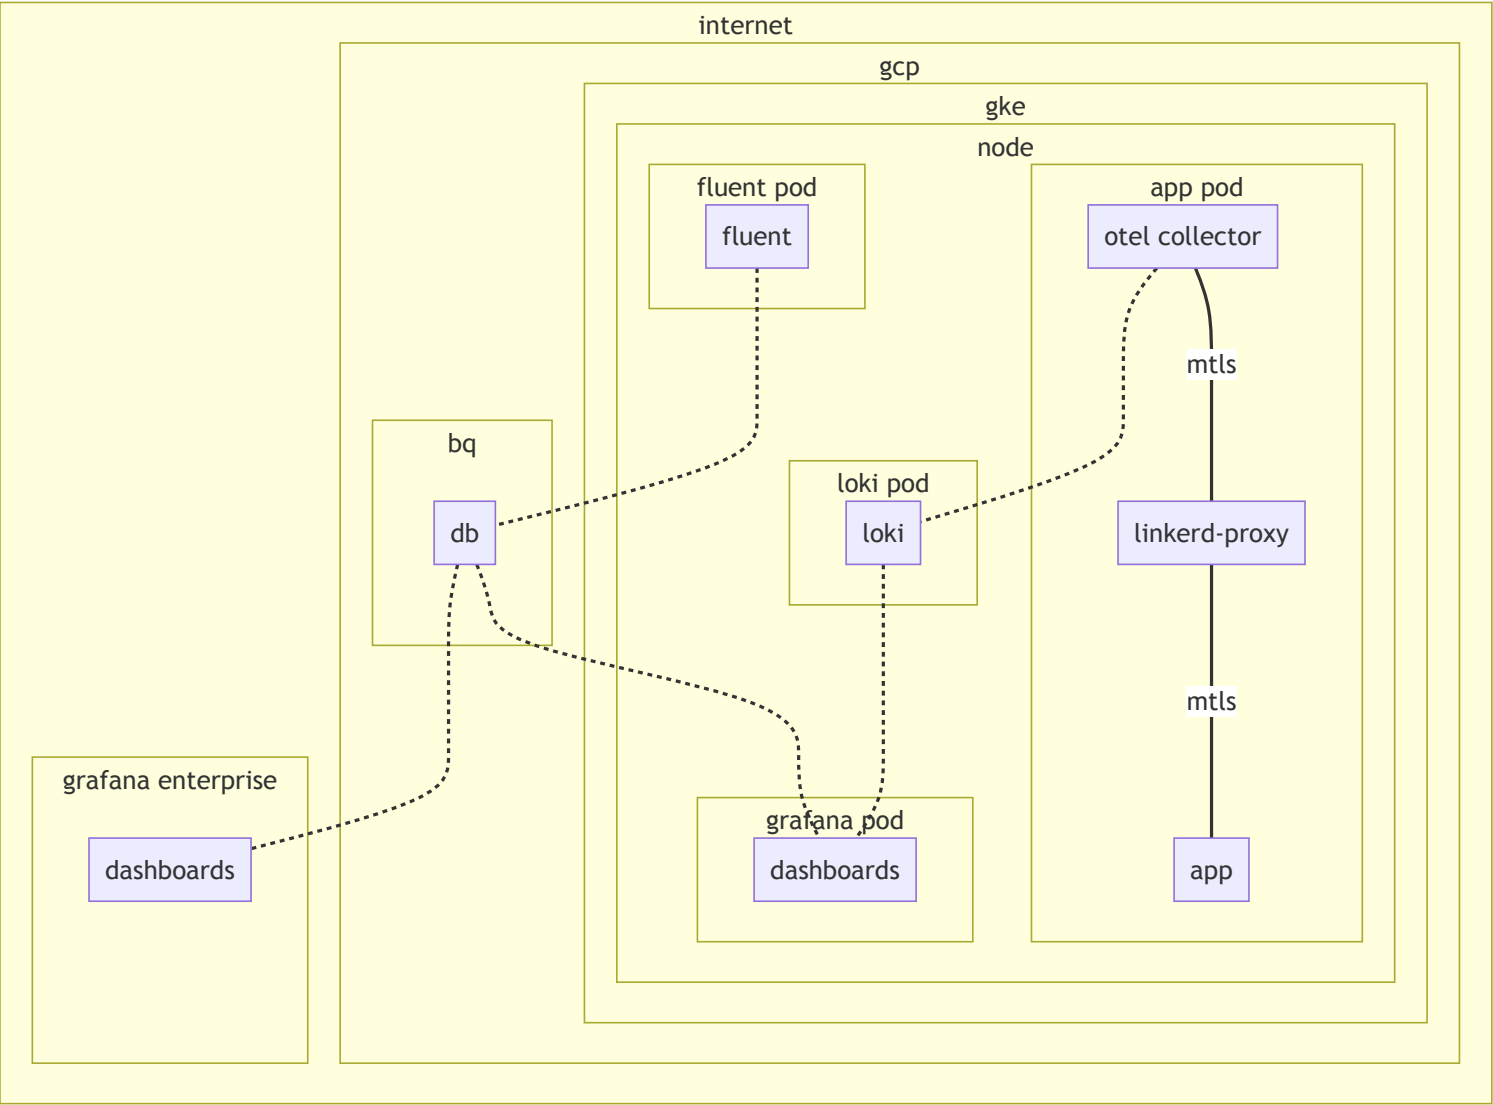 internet
gcp
gke
node
fluent pod
app pod
fluent
otel collector
mtls
bq
loki pod
db
loki
linkerd-proxy
mtls
grafana enterprise
grafana pod
dashboards
dashboards
app